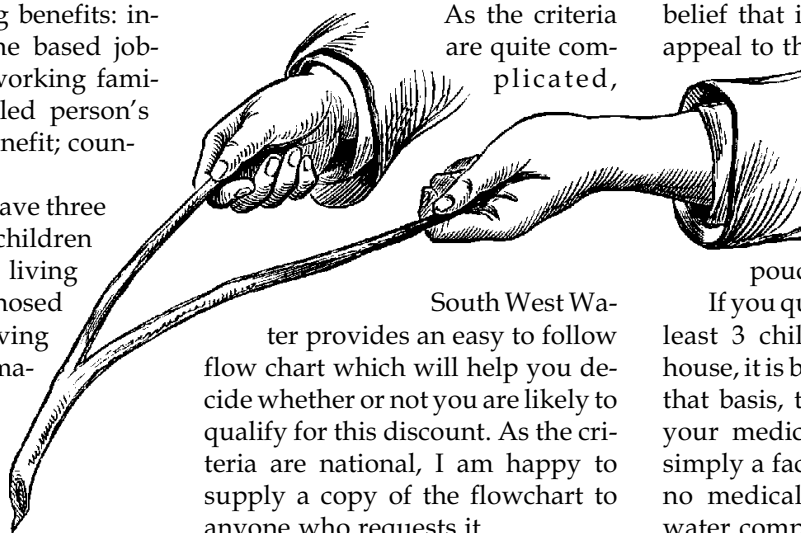 g benefits: in-
ne based job-
working fami-
led person's
nefit; coun-
ave three
children
living
nosed
ving
ma-
As the criteria
are quite com-
plicated,
South West Wa-
ter provides an easy to follow
flow chart which will help you de-
cide whether or not you are likely to
qualify for this discount. As the cri-
teria are national, I am happy to
supply a copy of the flowchart to
anyone who requests it
belief that i
appeal to th
pouc
If you qu
least 3 chil
house, it is b
that basis, t
your medic
simply a fac
no medical
water comp